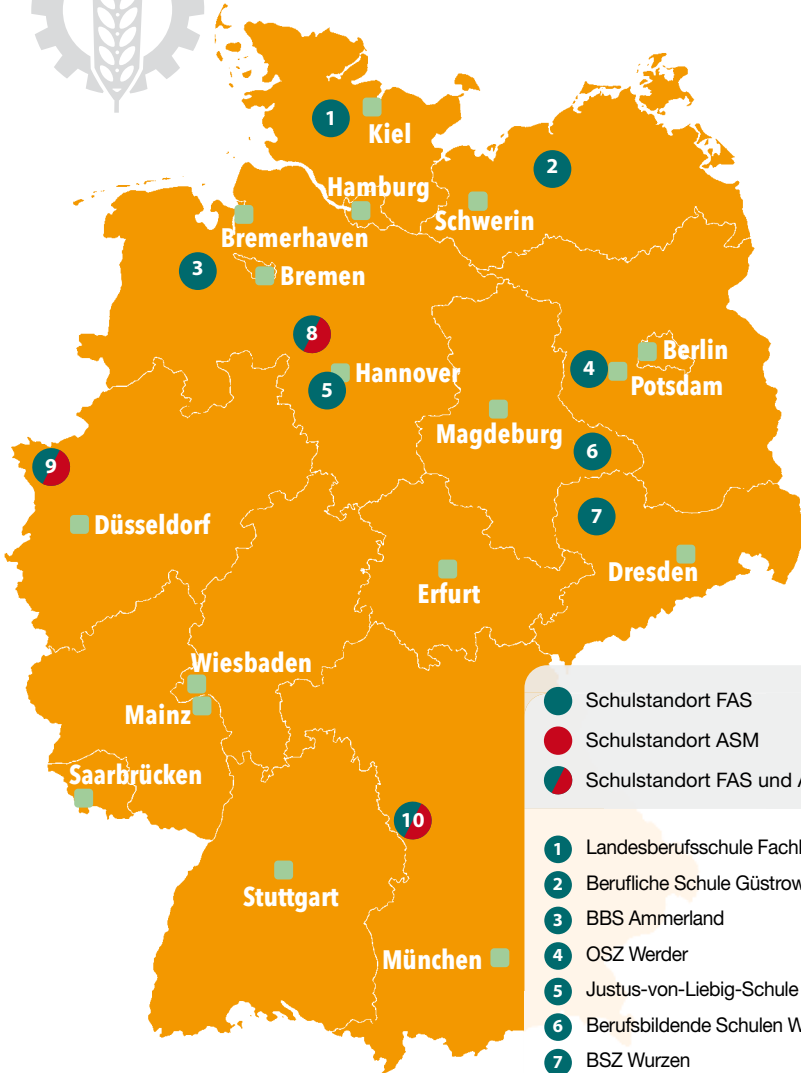 1
Kiel
2
Hamburg
Schwerin
Bremerhaven
3
Bremen
8
Berlin
4
Hannover
Potsdam
5
Magdeburg
6
9
7
Düsseldorf
Dresden
Erfurt
Wiesbaden
Mainz
Schulstandort FAS
Schulstandort ASM
Saarbrücken
Schulstandort FAS und
10
1 Landesberufsschule
2 Berufliche Schule Güstrow
Stuttgart
3 BBS Ammerland
München
4 OSZ Werder
5 Justus-von-Liebig-Schule
6 Berufsbildende Schulen
7 BSZ Wurzen